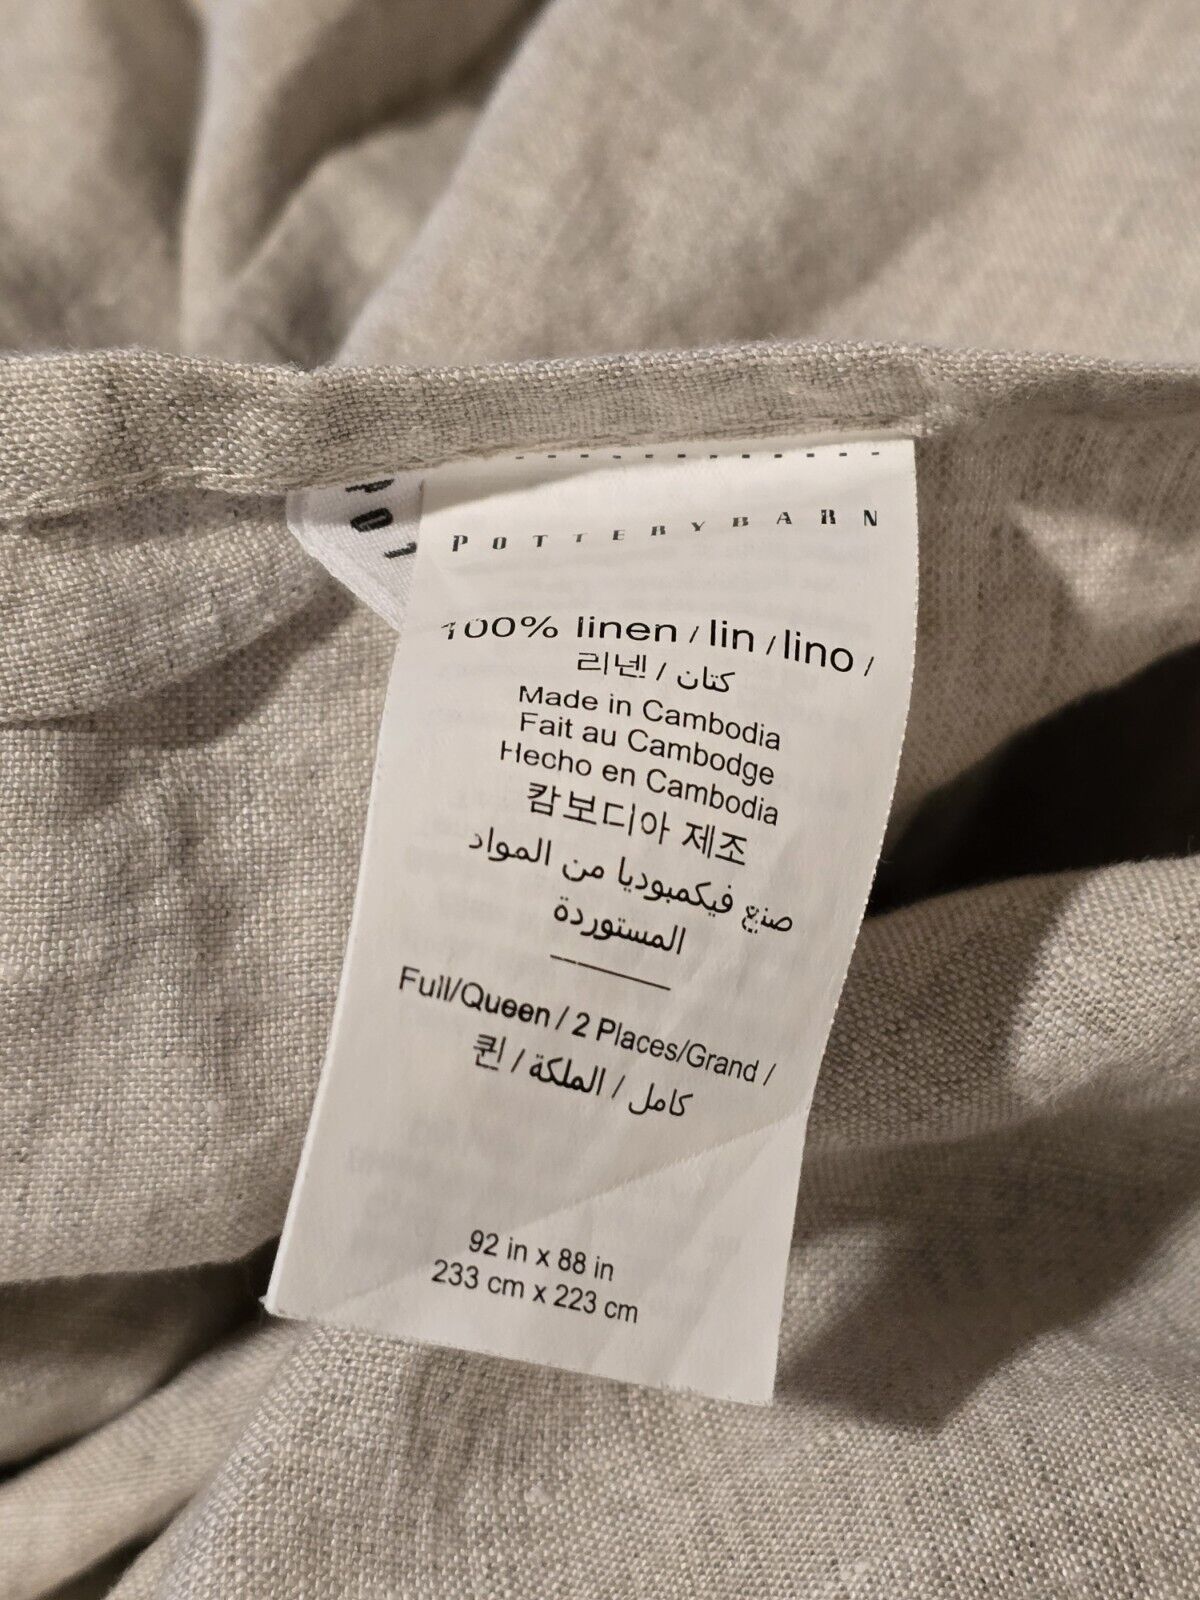 POTTERYBARN
100% linen / lin / lino /
리넨 / كتان
Made in Cambodia
Fait au Cambodge
Hecho en Cambodia
캄보디아 제조
صنع فيكمبوديا من المواد
المستوردة
Full/Queen / 2 Places/Grand /
퀸 / الملكة / كامل
92 in x 88 in
233 cm x 223 cm
POT